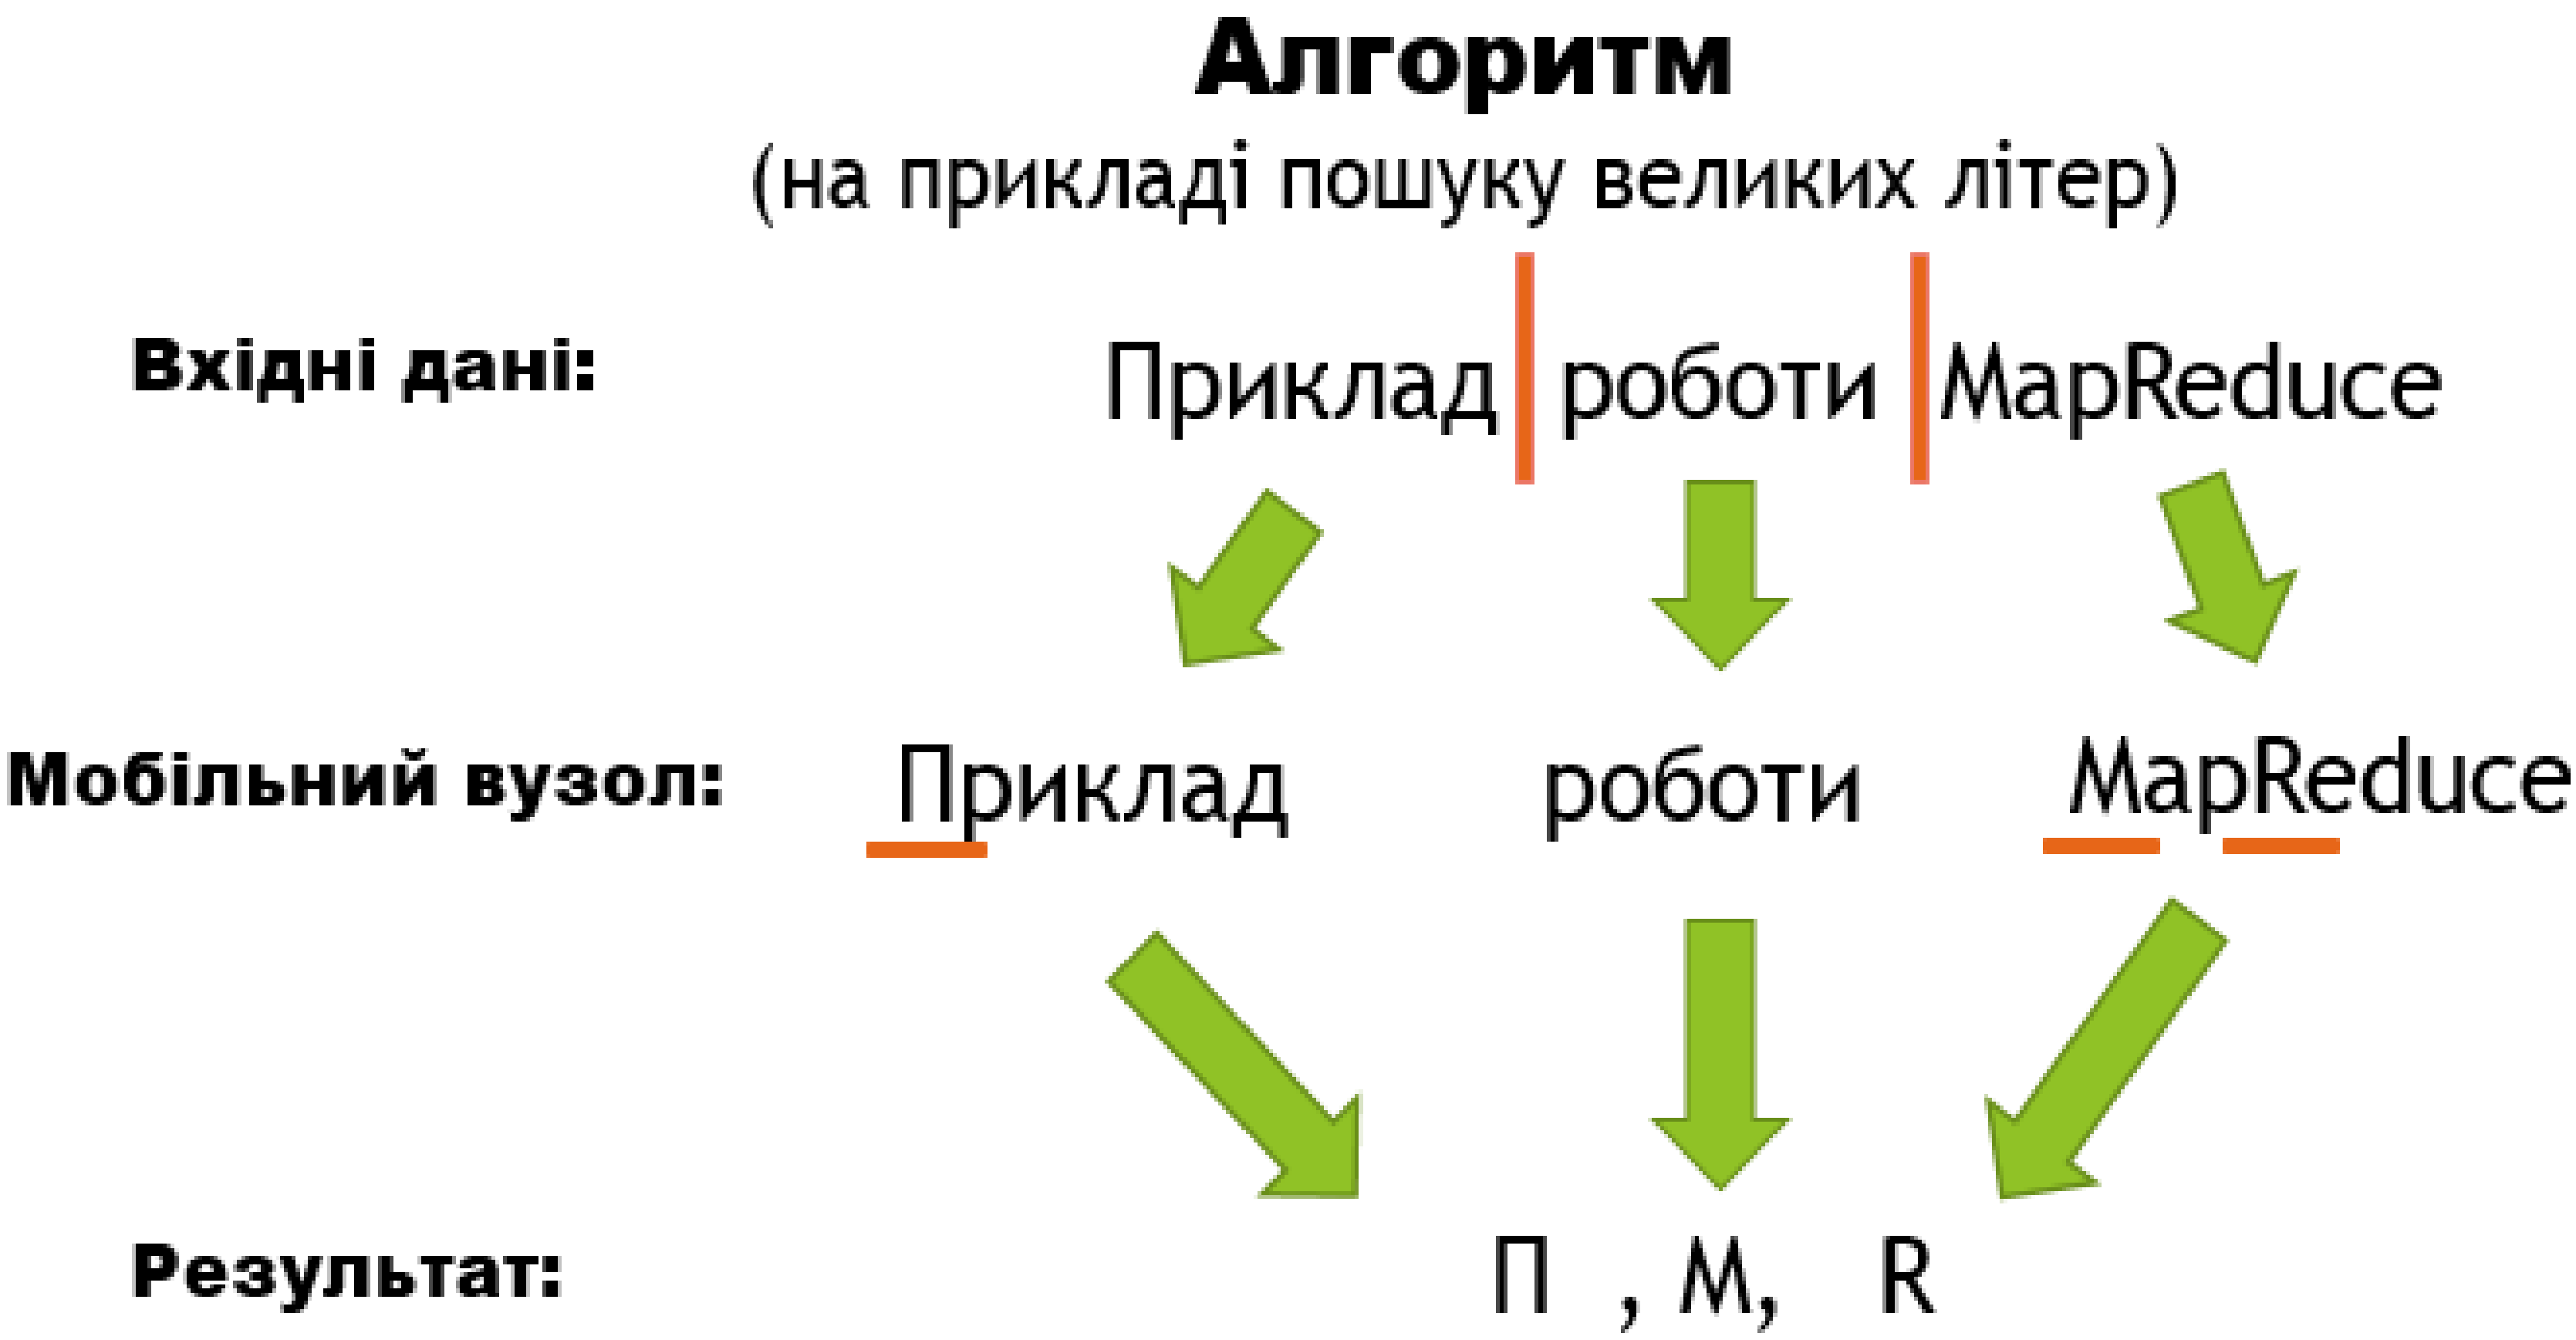 Алгоритм
(на прикладі пошуку великих літер)
Вхідні дані: Приклад роботи MapReduce
Мобільний вузол: Приклад роботи MapReduce
Результат: П , М, R